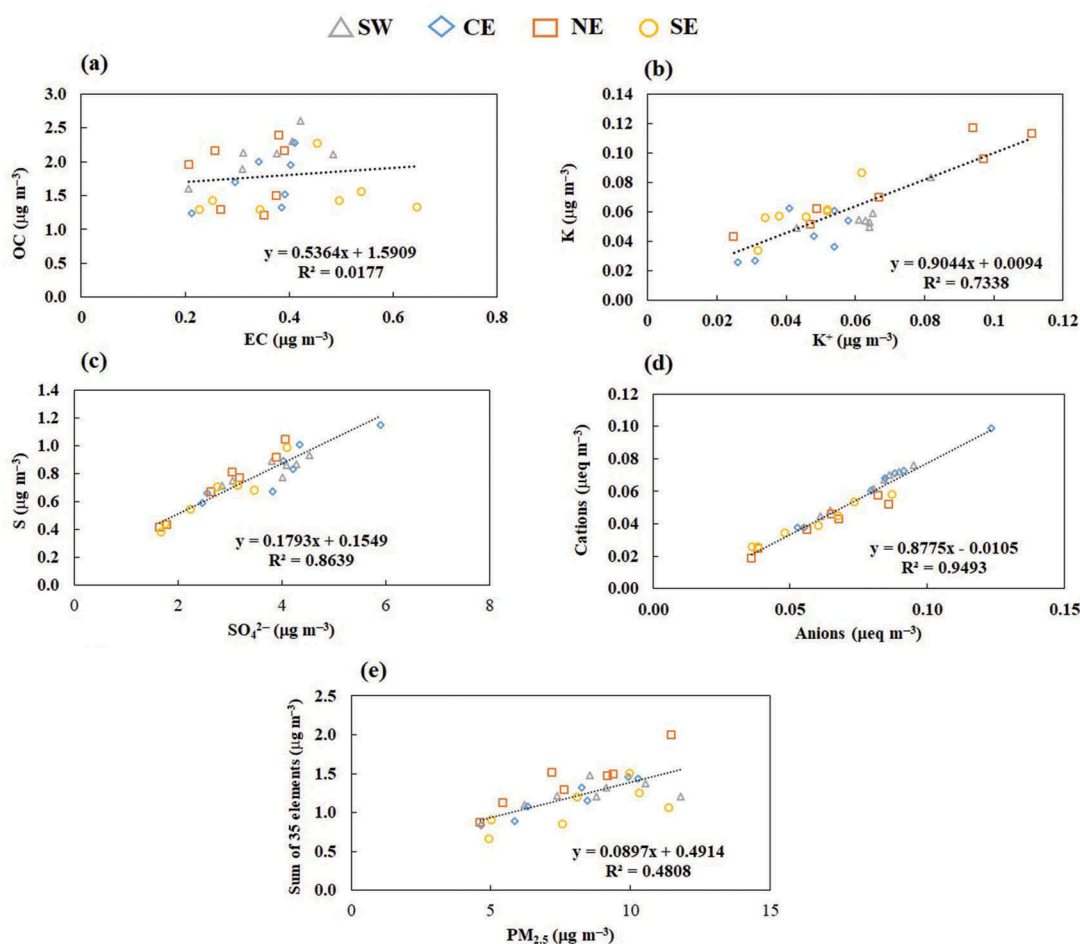 SW CE NE SE
(a)
OC (µg m⁻³)
3.0
2.5
2.0
1.5
1.0
0.5
0.0
y = 0.5364x + 1.5909
R² = 0.0177
0 0.2 0.4 0.6 0.8
EC (µg m⁻³)
(b)
K (µg m⁻³)
0.14
0.12
0.10
0.08
0.06
0.04
0.02
0.00
y = 0.9044x + 0.0094
R² = 0.7338
0 0.02 0.04 0.06 0.08 0.1 0.12
K⁺ (µg m⁻³)
(c)
S (µg m⁻³)
1.4
1.2
1.0
0.8
0.6
0.4
0.2
0.0
y = 0.1793x + 0.1549
R² = 0.8639
0 2 4 6 8
SO₄²⁻ (µg m⁻³)
(d)
Cations (µeq m⁻³)
0.12
0.10
0.08
0.06
0.04
0.02
0.00
y = 0.8775x - 0.0105
R² = 0.9493
0.00 0.05 0.10 0.15
Anions (µeq m⁻³)
(e)
Sum of 35 elements (µg m⁻³)
2.5
2.0
1.5
1.0
0.5
0.0
y = 0.0897x + 0.4914
R² = 0.4808
0 5 10 15
PM₂.₅ (µg m⁻³)